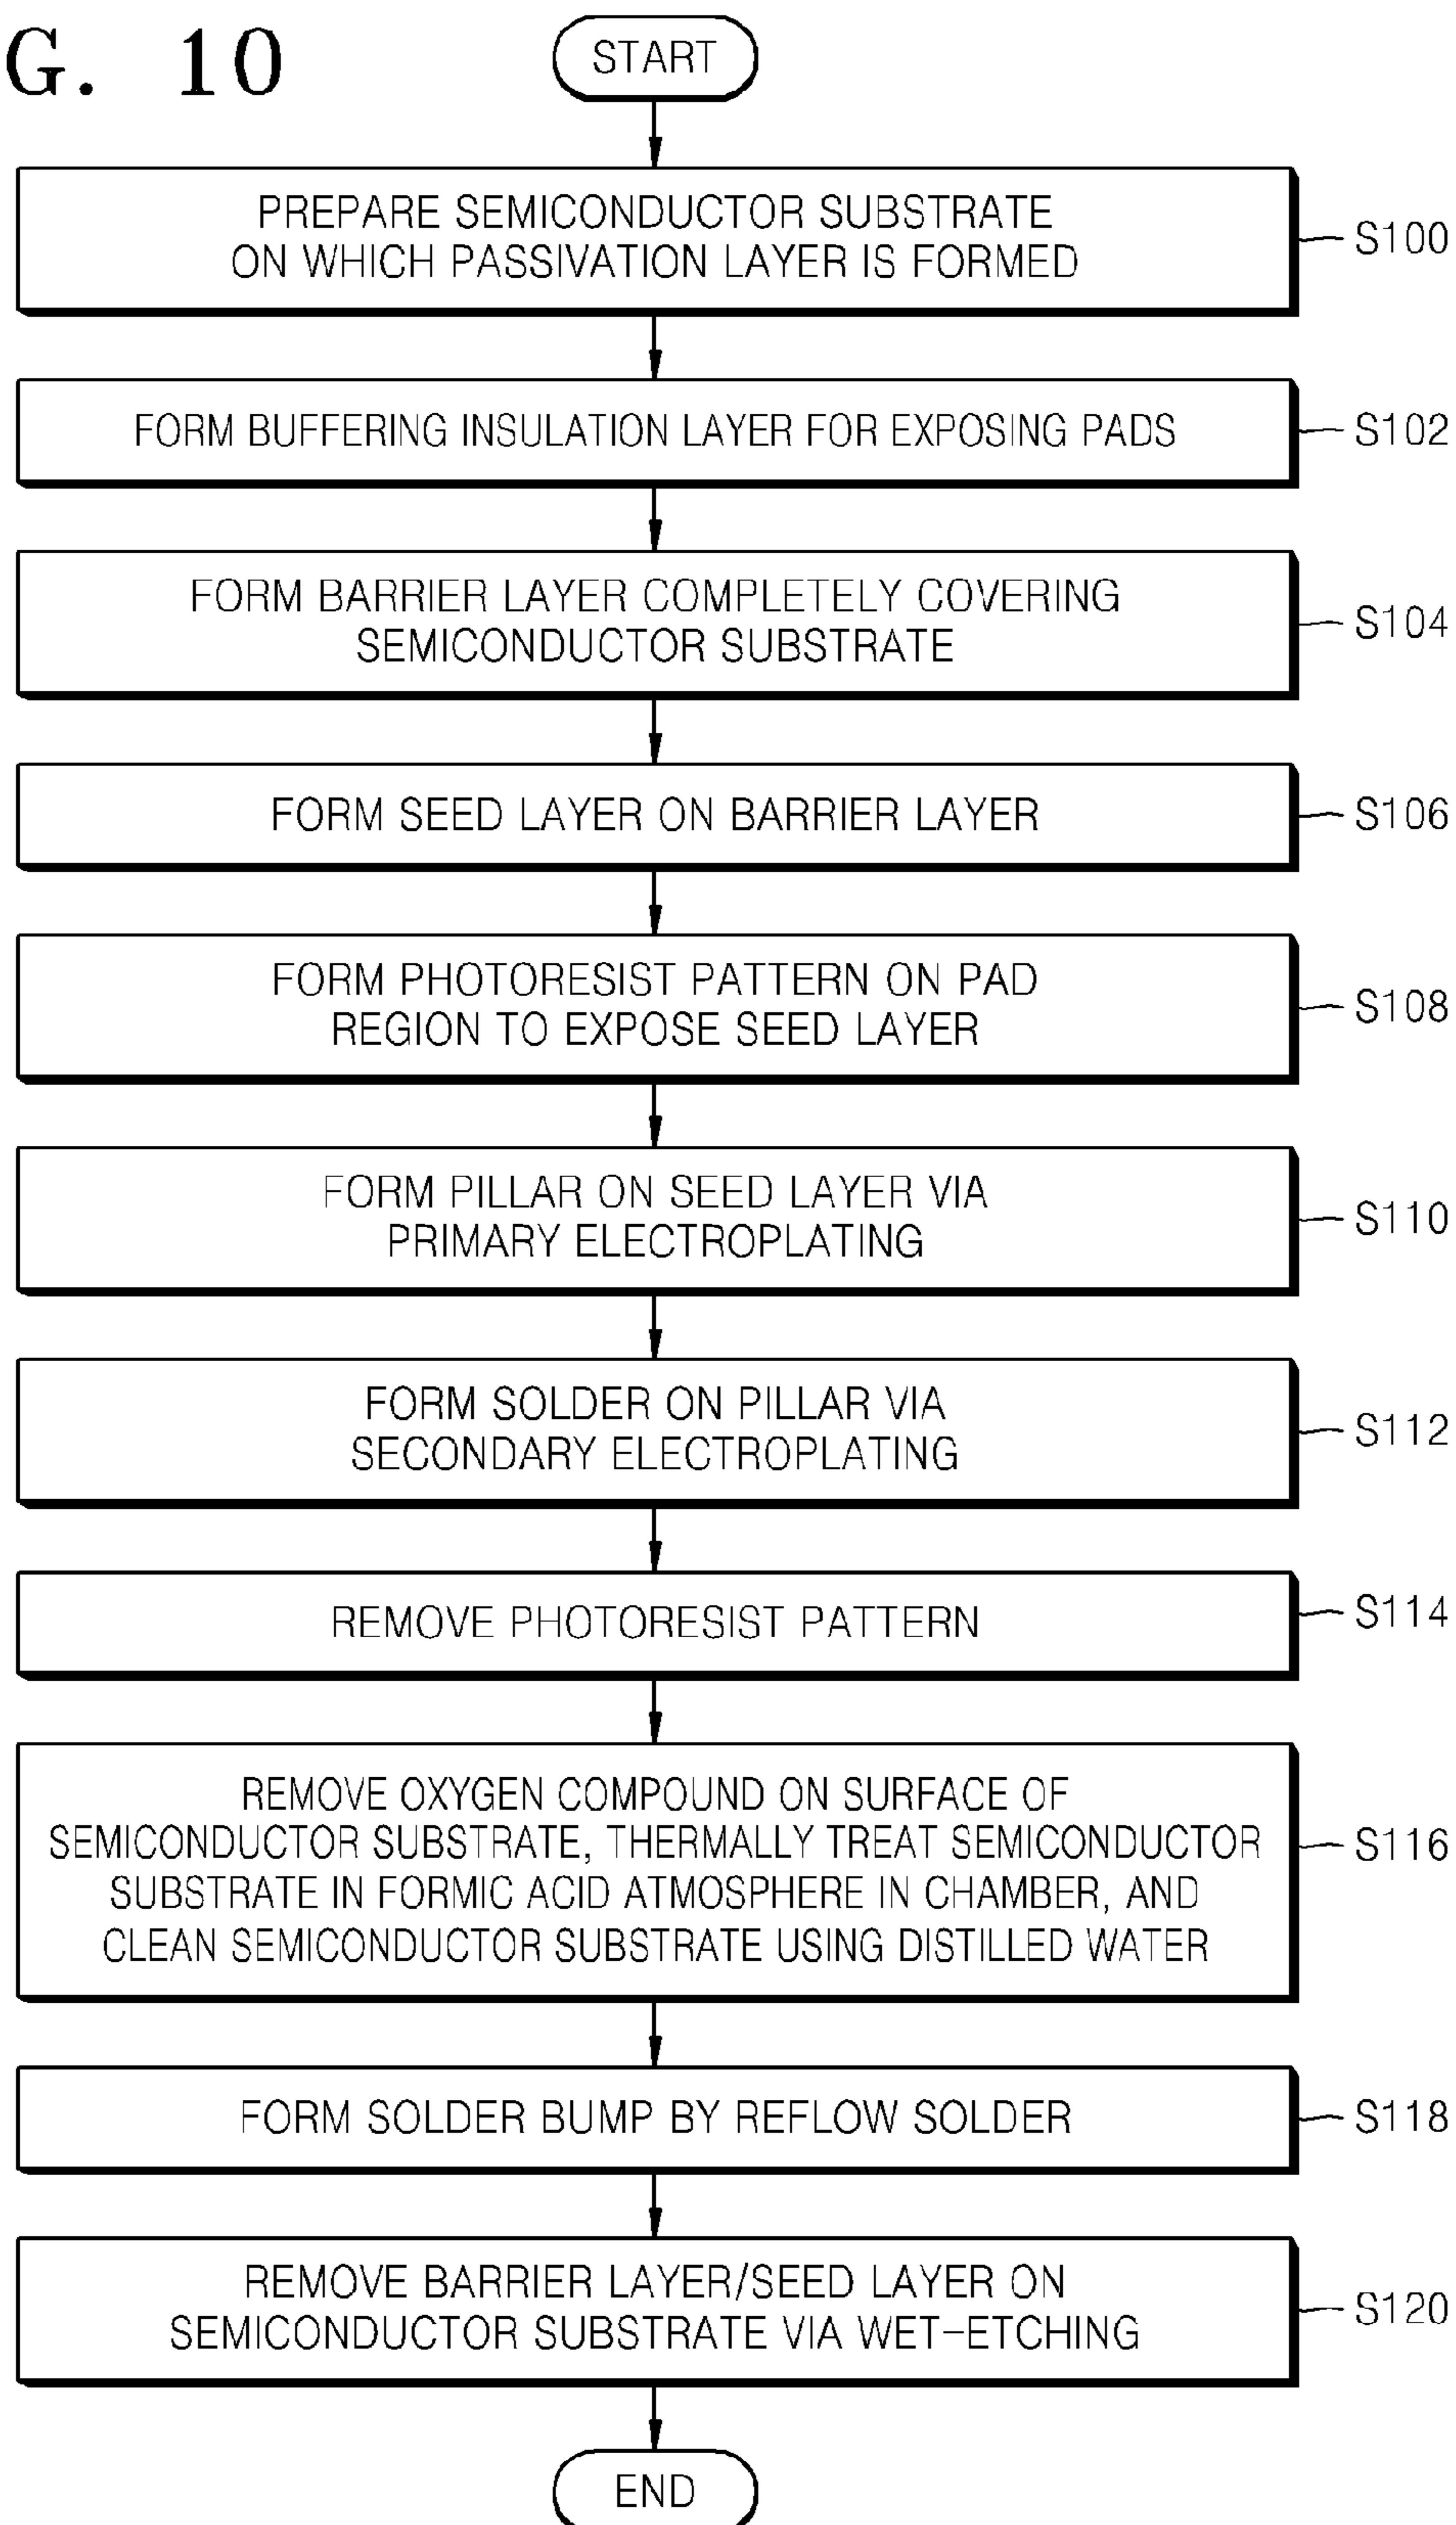 G. 10
START
PREPARE SEMICONDUCTOR SUBSTRATE
ON WHICH PASSIVATION LAYER IS FORMED
S100
FORM BUFFERING INSULATION LAYER FOR EXPOSING PADS
S102
FORM BARRIER LAYER COMPLETELY COVERING
SEMICONDUCTOR SUBSTRATE
S104
FORM SEED LAYER ON BARRIER LAYER
S106
FORM PHOTORESIST PATTERN ON PAD
REGION TO EXPOSE SEED LAYER
S108
FORM PILLAR ON SEED LAYER VIA
PRIMARY ELECTROPLATING
S110
FORM SOLDER ON PILLAR VIA
SECONDARY ELECTROPLATING
S112
REMOVE PHOTORESIST PATTERN
S114
REMOVE OXYGEN COMPOUND ON SURFACE OF
SEMICONDUCTOR SUBSTRATE, THERMALLY TREAT SEMICONDUCTOR
SUBSTRATE IN FORMIC ACID ATMOSPHERE IN CHAMBER, AND
CLEAN SEMICONDUCTOR SUBSTRATE USING DISTILLED WATER
S116
FORM SOLDER BUMP BY REFLOW SOLDER
S118
REMOVE BARRIER LAYER/SEED LAYER ON
SEMICONDUCTOR SUBSTRATE VIA WET-ETCHING
S120
END